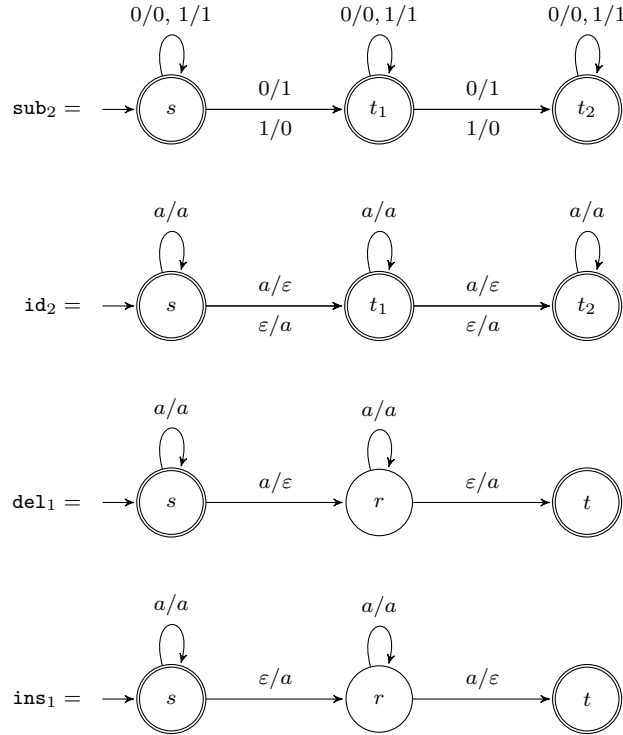 0/0, 1/1 0/0, 1/1 0/0, 1/1
sub₂ = s 0/1 t₁ 0/1 t₂
1/0 1/0
a/a a/a a/a
id₂ = s a/ε t₁ a/ε t₂
ε/a ε/a
a/a a/a
del₁ = s a/ε r ε/a t
a/a a/a
ins₁ = s ε/a r a/ε t